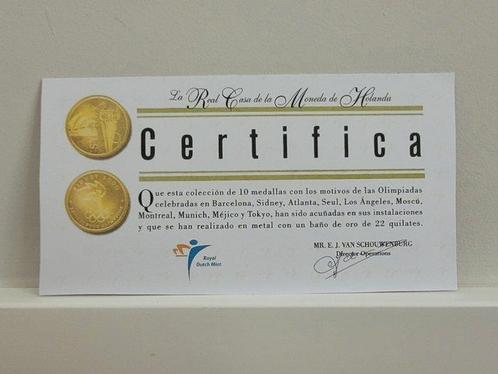 La Real Casa de la Moneda de Holanda
Certifica
Que esta colección de 10 medallas con los motivos de las Olimpiadas
celebradas en Barcelona, Sidney, Atlanta, Seul, Los Ángeles, Moscú,
Montreal, Munich, Méjico y Tokyo, han sido acuñadas en sus instalaciones
y que se han realizado en metal con un baño de oro de 22 quilates.
Royal
Dutch Mint
MR. E. J. VAN SCHOUWENBURG
Director Operations